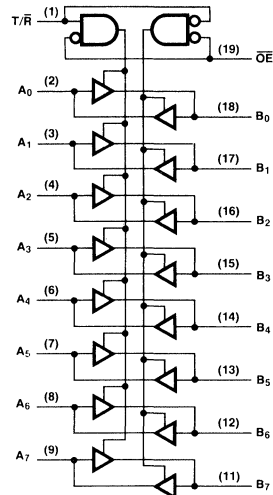 T/R̅ (1)
(19) O̅E̅
A0 (2)
(18) B0
A1 (3)
(17) B1
A2 (4)
(16) B2
A3 (5)
(15) B3
A4 (6)
(14) B4
A5 (7)
(13) B5
A6 (8)
(12) B6
A7 (9)
(11) B7